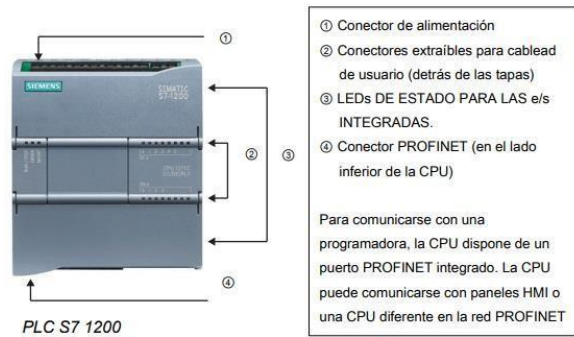 ①
SIEMENS
SIMATIC
S7-1200
②
③
④
PLC S7 1200
① Conector de alimentación
② Conectores extraíbles para cablead
de usuario (detrás de las tapas)
③ LEDs DE ESTADO PARA LAS e/s
INTEGRADAS.
④ Conector PROFINET (en el lado
inferior de la CPU)
Para comunicarse con una
programadora, la CPU dispone de un
puerto PROFINET integrado. La CPU
puede comunicarse con paneles HMI o
una CPU diferente en la red PROFINET